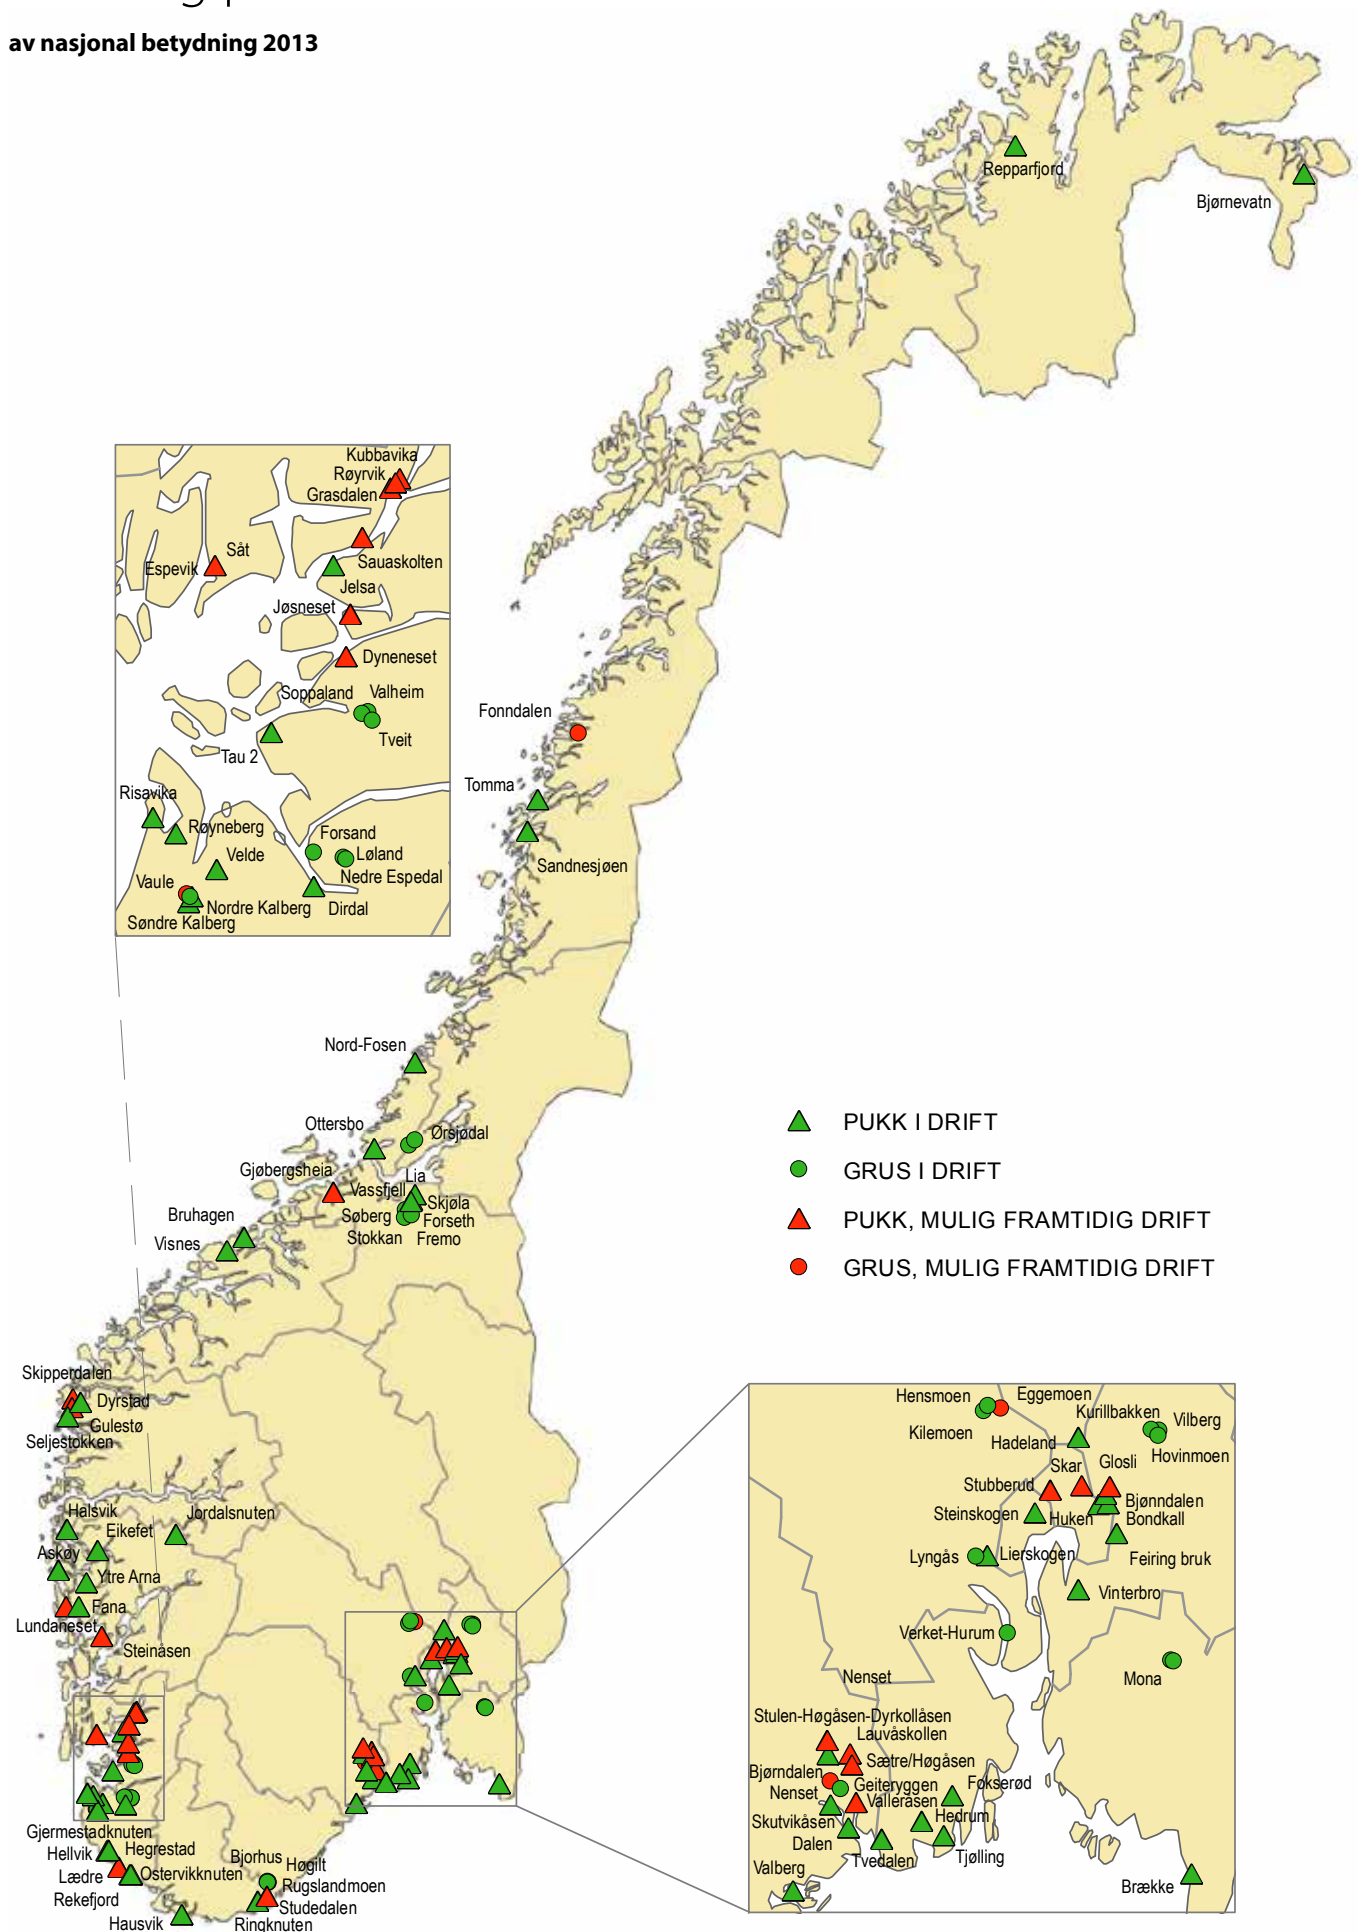 av nasjonal betydning 2013
Repparfjord
Bjørnevatn
Kubbavika
Røyrvik
Grasdalen
Såt
Espevik
Sauaskolten
Jelsa
Jøsneset
Dyneneset
Soppaland
Valheim
Tveit
Tau 2
Risavika
Røyneberg
Forsand
Velde
Løland
Nedre Espedal
Vaule
Nordre Kalberg
Dirdal
Søndre Kalberg
Fonndalen
Tomma
Sandnesjøen
Nord-Fosen
Ottersbo
Ørsjødal
Gjøbergsheia
Lia
Vassfjell
Skjøla
Søberg
Forseth
Stokkan
Fremo
Bruhagen
Visnes
PUKK I DRIFT
GRUS I DRIFT
PUKK, MULIG FRAMTIDIG DRIFT
GRUS, MULIG FRAMTIDIG DRIFT
Skipperdalen
Dyrstad
Gulestø
Seljestokken
Halsvik
Jordalsnuten
Eikefet
Askøy
Ytre Arna
Fana
Lundaneset
Steinåsen
Gjermestadknuten
Hellvik
Hegrestad
Lædre
Ostervikknuten
Rekefjord
Hausvik
Bjorhus
Høgilt
Rugslandmoen
Studedalen
Ringknuten
Hensmoen
Eggemoen
Kilemoen
Kurillbakken
Vilberg
Hadeland
Hovinmoen
Skar
Glosli
Stubberud
Bjønndalen
Steinskogen
Huken
Bondkall
Lyngås
Lierskogen
Feiring bruk
Vinterbro
Verket-Hurum
Mona
Nenset
Stulen-Høgåsen-Dyrkollåsen
Lauvåskollen
Sætre/Høgåsen
Bjørndalen
Geiteryggen
Fokserød
Nenset
Valleråsen
Skutvikåsen
Hedrum
Dalen
Tvedalen
Tjølling
Valberg
Brække